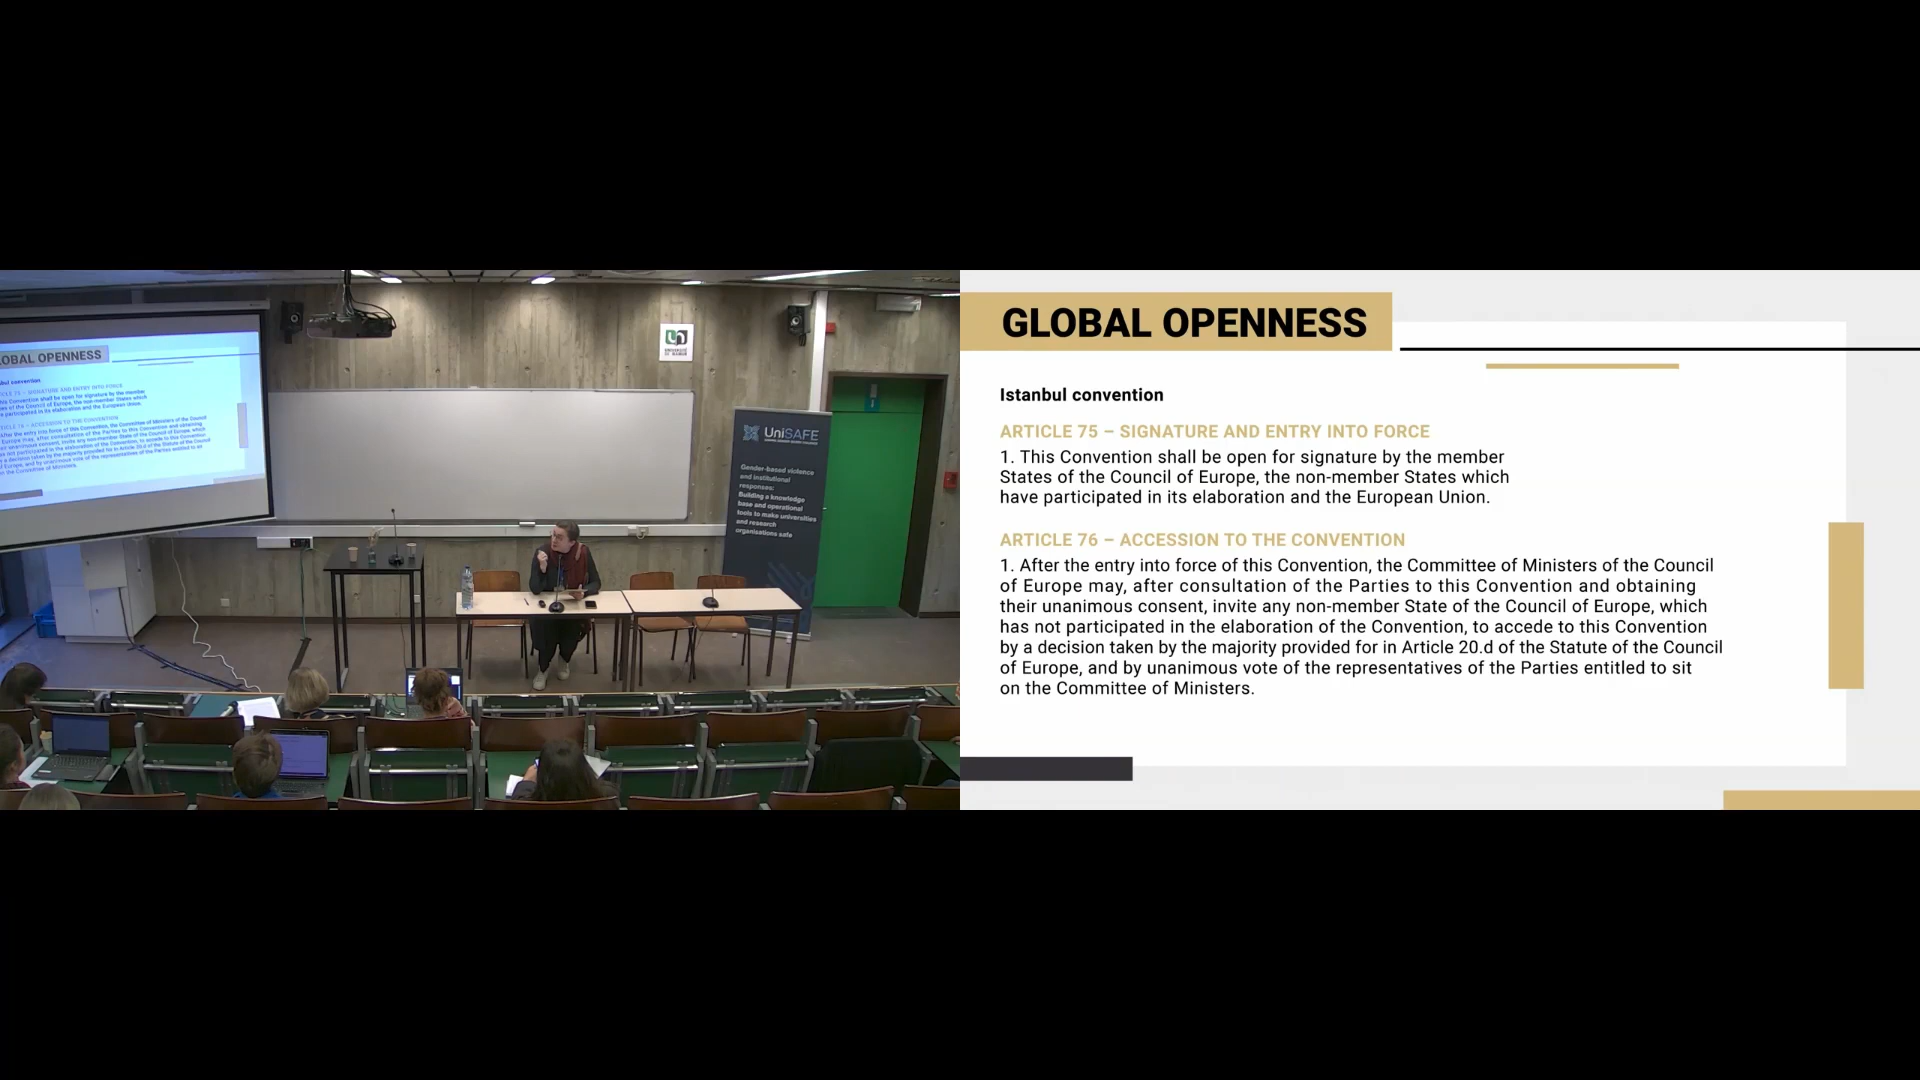 OBAL OPENNESS
UniSAFE
Gender-based violence
and institutional
responses:
Building a knowledge
base and operational
tools to make universities
and research
organisations safe
GLOBAL OPENNESS
Istanbul convention
ARTICLE 75 – SIGNATURE AND ENTRY INTO FORCE
1. This Convention shall be open for signature by the member
States of the Council of Europe, the non-member States which
have participated in its elaboration and the European Union.
ARTICLE 76 – ACCESSION TO THE CONVENTION
1. After the entry into force of this Convention, the Committee of Ministers of the Council
of Europe may, after consultation of the Parties to this Convention and obtaining
their unanimous consent, invite any non-member State of the Council of Europe, which
has not participated in the elaboration of the Convention, to accede to this Convention
by a decision taken by the majority provided for in Article 20.d of the Statute of the Council
of Europe, and by unanimous vote of the representatives of the Parties entitled to sit
on the Committee of Ministers.